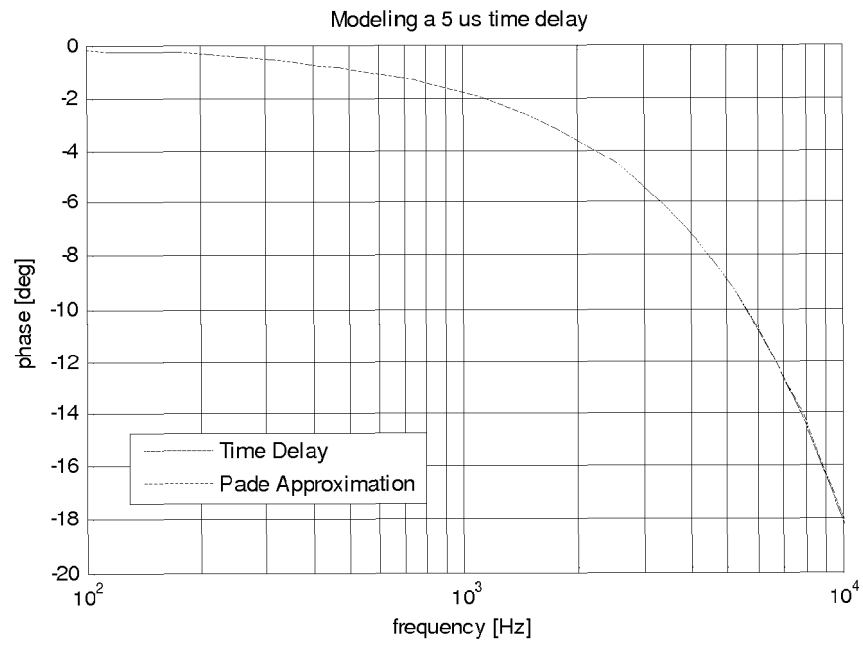 Modeling a 5 us time delay
0
-2
-4
-6
-8
-10
-12
-14
-16
-18
-20
phase [deg]
Time Delay
Pade Approximation
10^2
10^3
10^4
frequency [Hz]